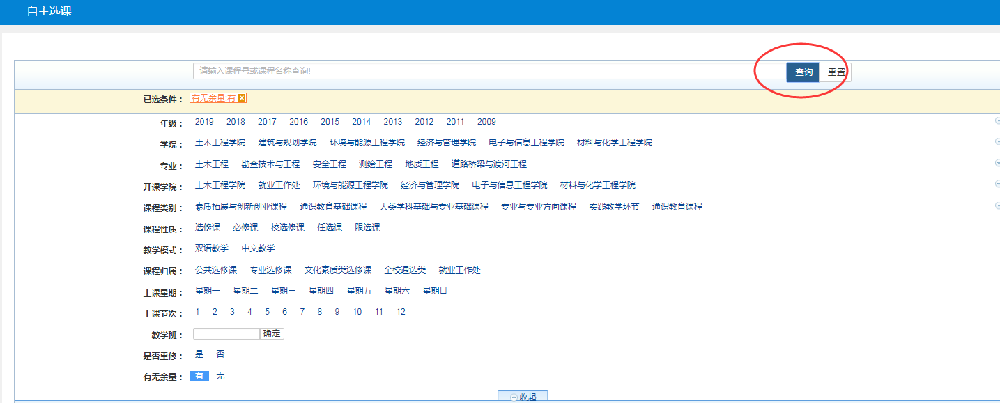 自主选课
请输入课程号或课程名称查询! 查询 重置
已选条件： 有无余量:有
年级： 2019 2018 2017 2016 2015 2014 2013 2012 2011 2009
学院： 土木工程学院 建筑与规划学院 环境与能源工程学院 经济与管理学院 电子与信息工程学院 材料与化学工程学院
专业： 土木工程 勘查技术与工程 安全工程 测绘工程 地质工程 道路桥梁与渡河工程
开课学院： 土木工程学院 就业工作处 环境与能源工程学院 经济与管理学院 电子与信息工程学院 材料与化学工程学院
课程类别： 素质拓展与创新创业课程 通识教育基础课程 大类学科基础与专业基础课程 专业与专业方向课程 实践教学环节 通识教育课程
课程性质： 选修课 必修课 校选修课 任选课 限选课
教学模式： 双语教学 中文教学
课程归属： 公共选修课 专业选修课 文化素质类选修课 全校通选类 就业工作处
上课星期： 星期一 星期二 星期三 星期四 星期五 星期六 星期日
上课节次： 1 2 3 4 5 6 7 8 9 10 11 12
教学班： 确定
是否重修： 是 否
有无余量： 有 无
收起